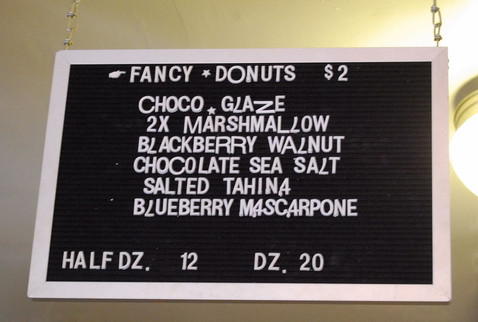 ☛ FANCY ★ DONUTS $2
CHOCO ★ GLAZE
2X MARSHMALLOW
BLACKBERRY WALNUT
CHOCOLATE SEA SALT
SALTED TAHINA
BLUEBERRY MASCARPONE
HALF DZ. 12 DZ. 20